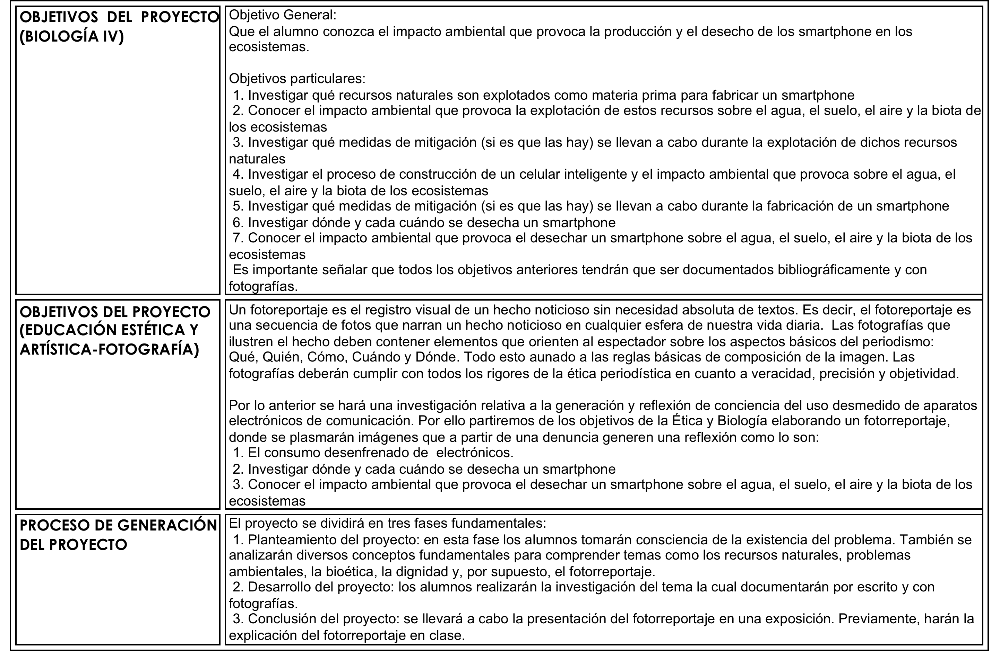 OBJETIVOS DEL PROYECTO
(BIOLOGÍA IV)
Objetivo General:
Que el alumno conozca el impacto ambiental que provoca la producción y el desecho de los smartphone en los
ecosistemas.
Objetivos particulares:
1. Investigar qué recursos naturales son explotados como materia prima para fabricar un smartphone
2. Conocer el impacto ambiental que provoca la explotación de estos recursos sobre el agua, el suelo, el aire y la biota de
los ecosistemas
3. Investigar qué medidas de mitigación (si es que las hay) se llevan a cabo durante la explotación de dichos recursos
naturales
4. Investigar el proceso de construcción de un celular inteligente y el impacto ambiental que provoca sobre el agua, el
suelo, el aire y la biota de los ecosistemas
5. Investigar qué medidas de mitigación (si es que las hay) se llevan a cabo durante la fabricación de un smartphone
6. Investigar dónde y cada cuándo se desecha un smartphone
7. Conocer el impacto ambiental que provoca el desechar un smartphone sobre el agua, el suelo, el aire y la biota de los
ecosistemas
Es importante señalar que todos los objetivos anteriores tendrán que ser documentados bibliográficamente y con
fotografías.
OBJETIVOS DEL PROYECTO
(EDUCACIÓN ESTÉTICA Y
ARTÍSTICA-FOTOGRAFÍA)
Un fotoreportaje es el registro visual de un hecho noticioso sin necesidad absoluta de textos. Es decir, el fotoreportaje es
una secuencia de fotos que narran un hecho noticioso en cualquier esfera de nuestra vida diaria.  Las fotografías que
ilustren el hecho deben contener elementos que orienten al espectador sobre los aspectos básicos del periodismo:
Qué, Quién, Cómo, Cuándo y Dónde. Todo esto aunado a las reglas básicas de composición de la imagen. Las
fotografías deberán cumplir con todos los rigores de la ética periodística en cuanto a veracidad, precisión y objetividad.
Por lo anterior se hará una investigación relativa a la generación y reflexión de conciencia del uso desmedido de aparatos
electrónicos de comunicación. Por ello partiremos de los objetivos de la Ética y Biología elaborando un fotorreportaje,
donde se plasmarán imágenes que a partir de una denuncia generen una reflexión como lo son:
1. El consumo desenfrenado de  electrónicos.
2. Investigar dónde y cada cuándo se desecha un smartphone
3. Conocer el impacto ambiental que provoca el desechar un smartphone sobre el agua, el suelo, el aire y la biota de los
ecosistemas
PROCESO DE GENERACIÓN
DEL PROYECTO
El proyecto se dividirá en tres fases fundamentales:
1. Planteamiento del proyecto: en esta fase los alumnos tomarán consciencia de la existencia del problema. También se
analizarán diversos conceptos fundamentales para comprender temas como los recursos naturales, problemas
ambientales, la bioética, la dignidad y, por supuesto, el fotorreportaje.
2. Desarrollo del proyecto: los alumnos realizarán la investigación del tema la cual documentarán por escrito y con
fotografías.
3. Conclusión del proyecto: se llevará a cabo la presentación del fotorreportaje en una exposición. Previamente, harán la
explicación del fotorreportaje en clase.